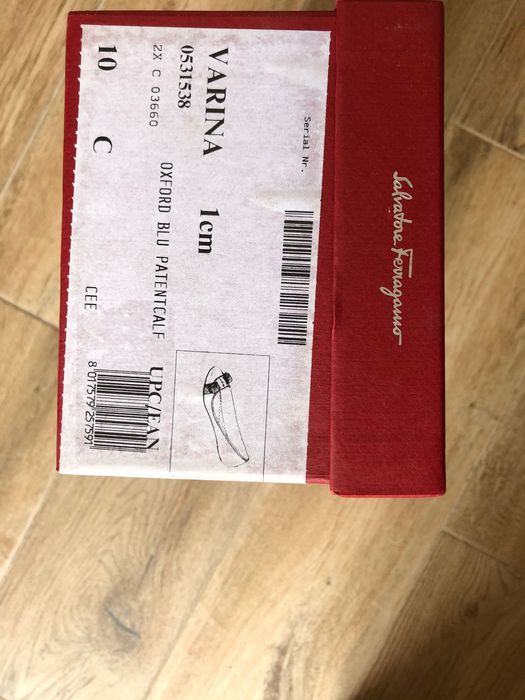 Salvatore Ferragamo
Serial Nr.
VARINA 1cm
0531538
2X C 03660 OXFORD BLU PATENTCALF
10 C CEE
UPC/EAN
8 017579 257591